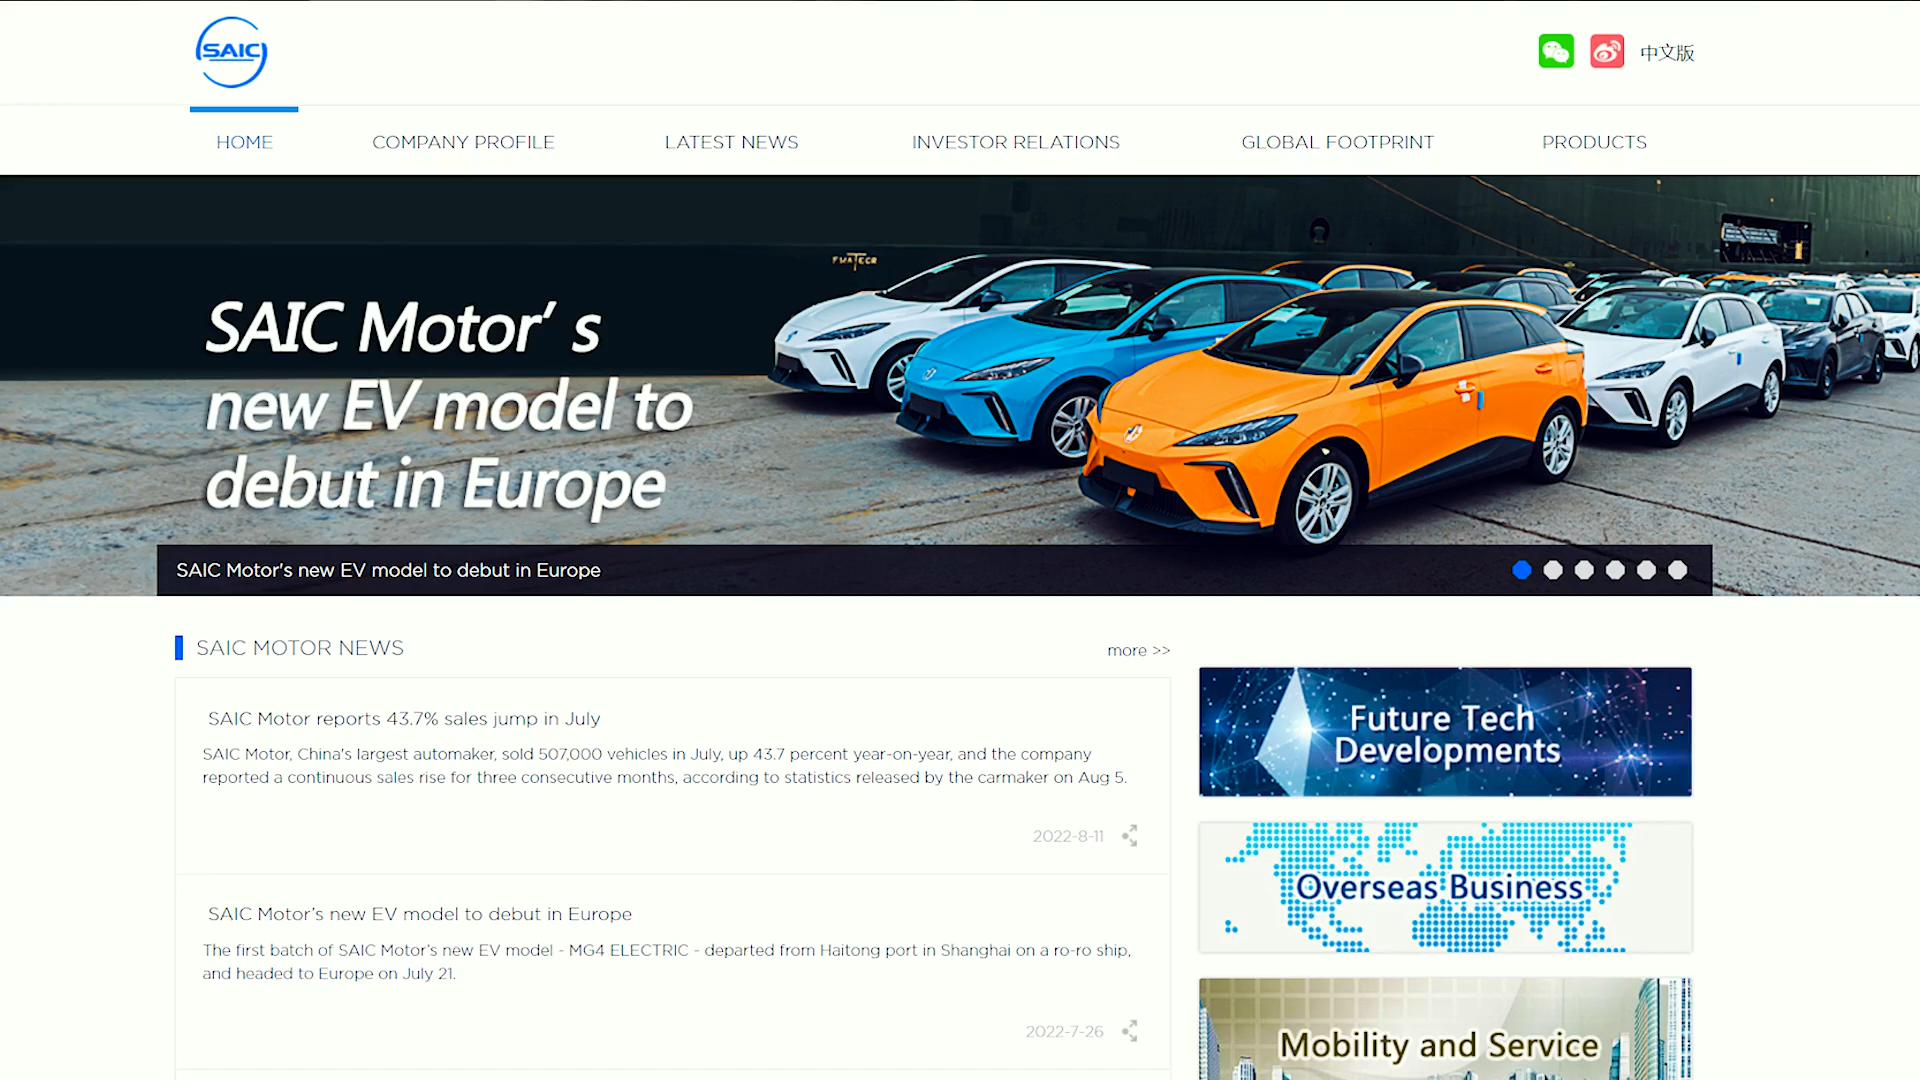 SAIC
中文版
HOME
COMPANY PROFILE
LATEST NEWS
INVESTOR RELATIONS
GLOBAL FOOTPRINT
PRODUCTS
SAIC Motor's
new EV model to
debut in Europe
SAIC Motor's new EV model to debut in Europe
SAIC MOTOR NEWS
more >>
SAIC Motor reports 43.7% sales jump in July
SAIC Motor, China's largest automaker, sold 507,000 vehicles in July, up 43.7 percent year-on-year, and the company
reported a continuous sales rise for three consecutive months, according to statistics released by the carmaker on Aug 5.
2022-8-11
SAIC Motor's new EV model to debut in Europe
The first batch of SAIC Motor's new EV model - MG4 ELECTRIC - departed from Haitong port in Shanghai on a ro-ro ship,
and headed to Europe on July 21.
2022-7-26
Future Tech
Developments
Overseas Business
Mobility and Service